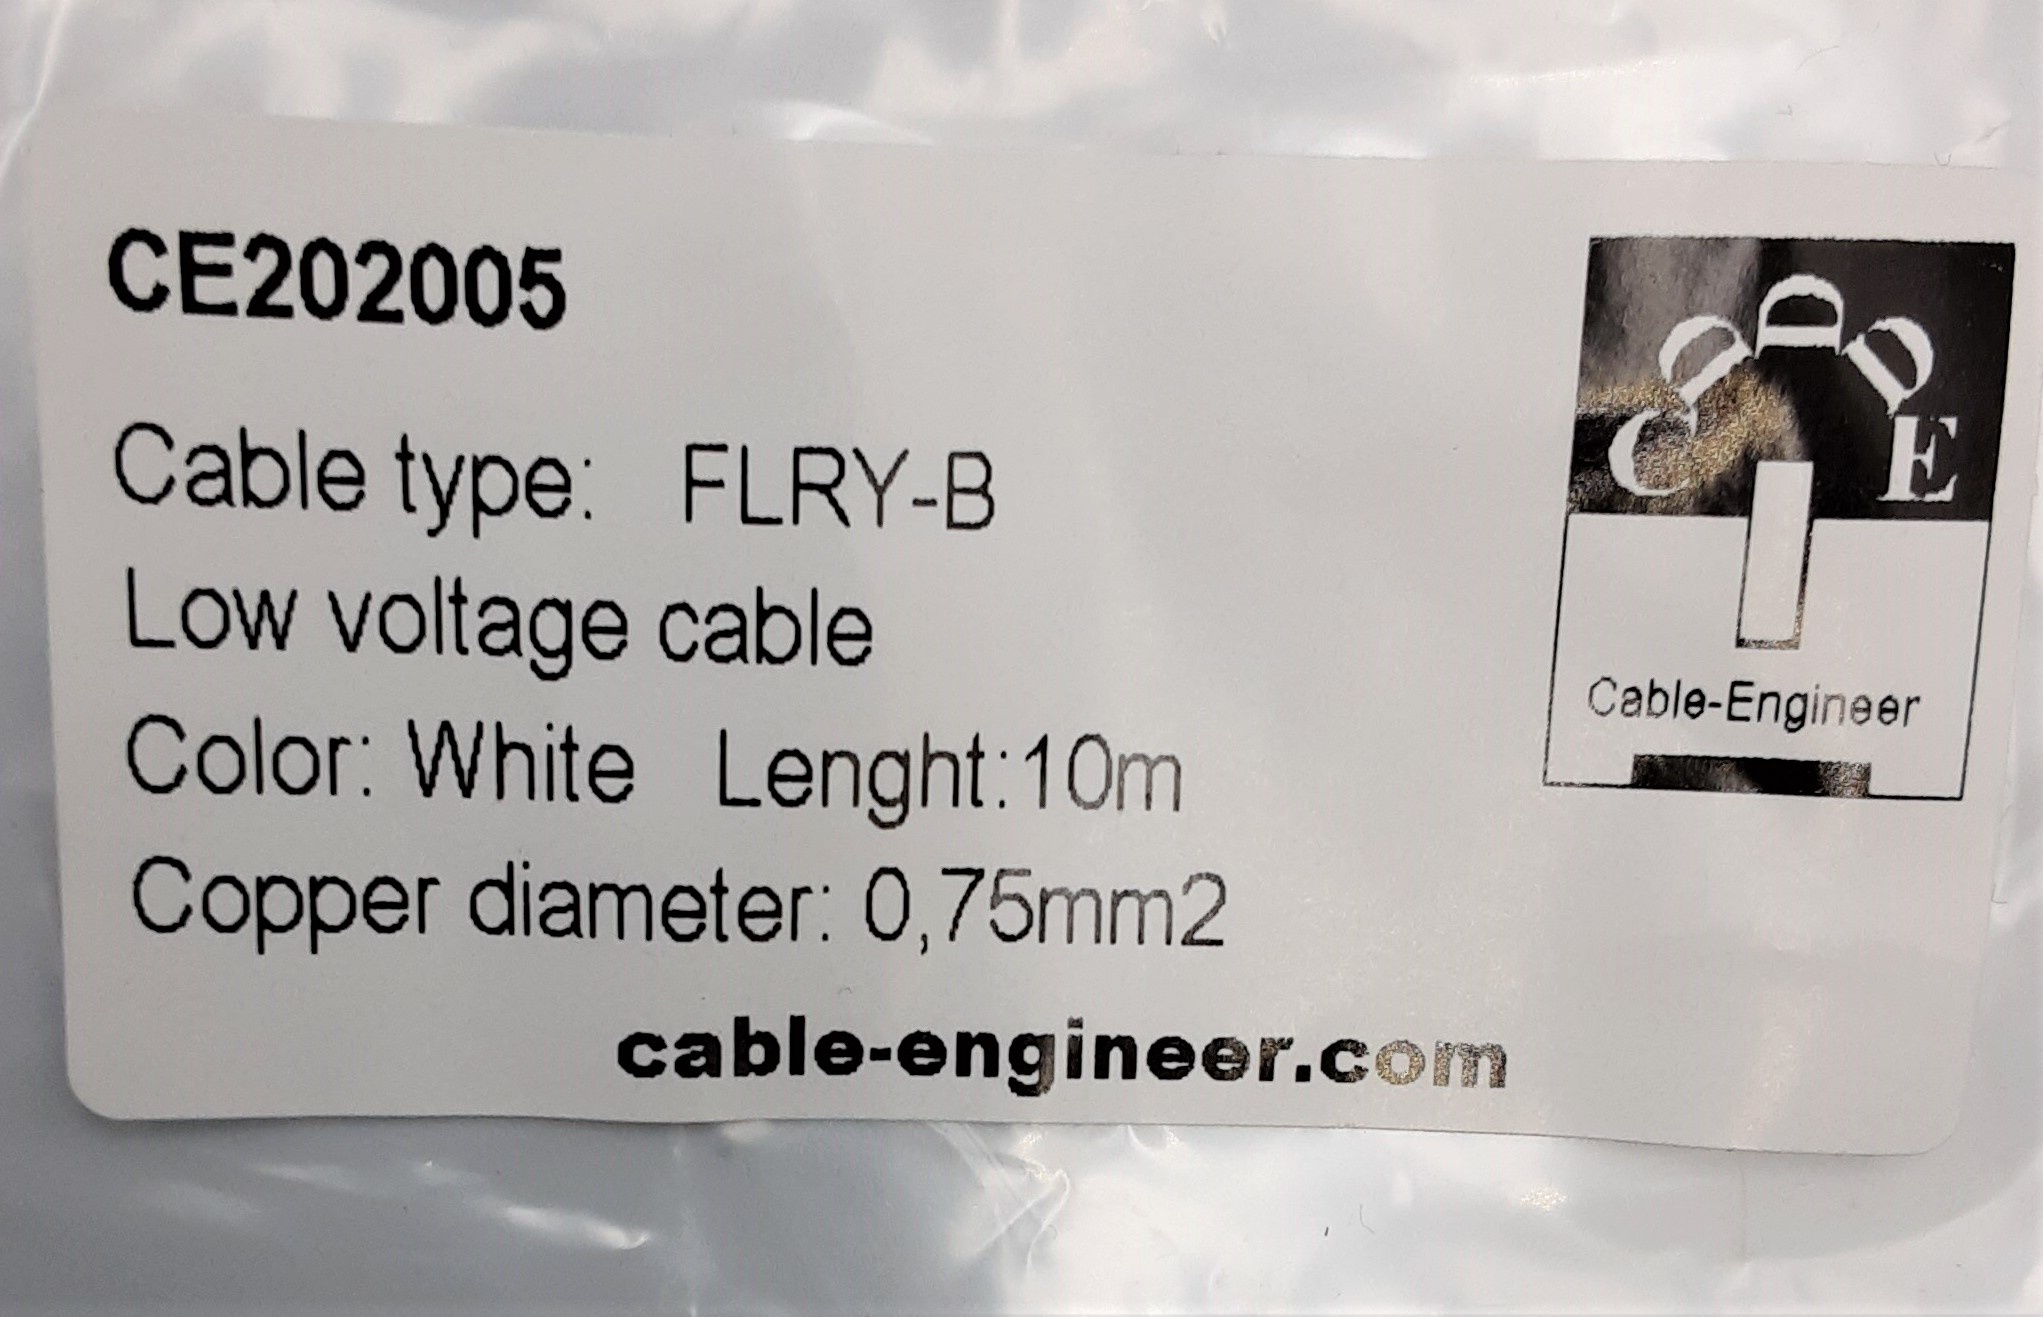 CE202005
Cable type: FLRY-B
Low voltage cable
Color: White Lenght:10m
Copper diameter: 0,75mm2
cable-engineer.com
C E
Cable-Engineer